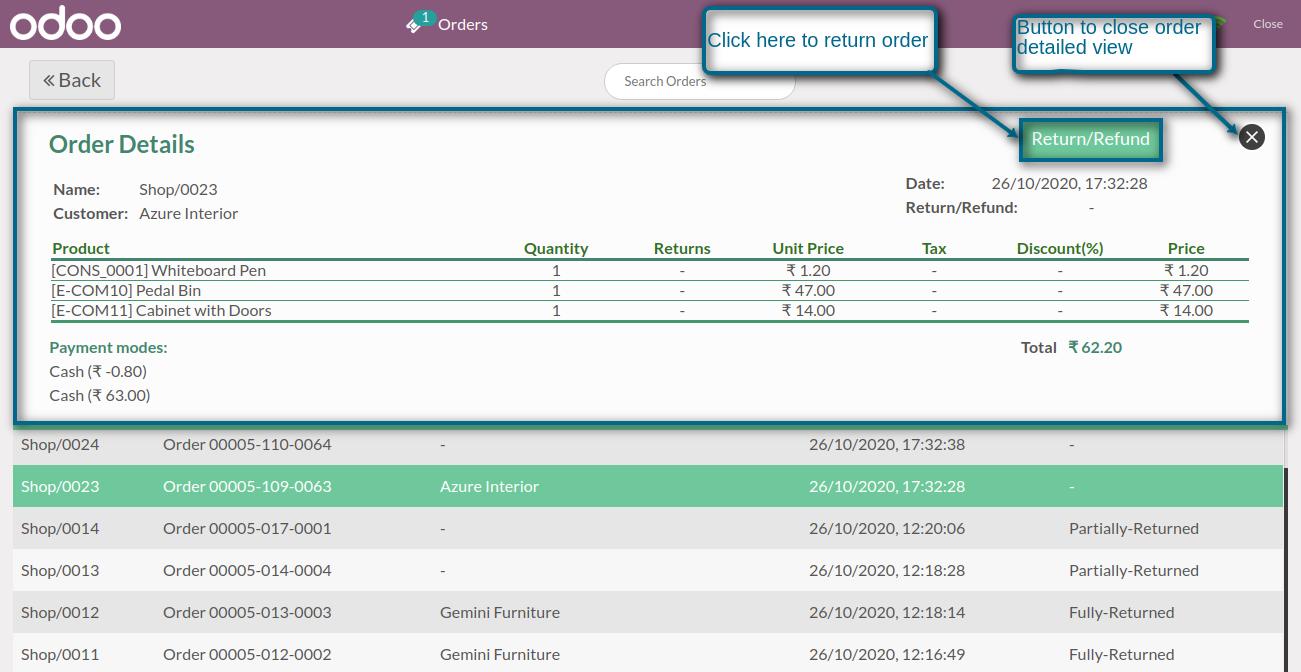 odoo 1 Orders Close
Click here to return order
Button to close order
detailed view
« Back Search Orders
Order Details Return/Refund
Name: Shop/0023 Date: 26/10/2020, 17:32:28
Customer: Azure Interior Return/Refund: -
Product Quantity Returns Unit Price Tax Discount(%) Price
[CONS_0001] Whiteboard Pen 1 - ₹ 1.20 - - ₹ 1.20
[E-COM10] Pedal Bin 1 - ₹ 47.00 - - ₹ 47.00
[E-COM11] Cabinet with Doors 1 - ₹ 14.00 - - ₹ 14.00
Payment modes: Total ₹ 62.20
Cash (₹ -0.80)
Cash (₹ 63.00)
Shop/0024 Order 00005-110-0064 - 26/10/2020, 17:32:38 -
Shop/0023 Order 00005-109-0063 Azure Interior 26/10/2020, 17:32:28 -
Shop/0014 Order 00005-017-0001 - 26/10/2020, 12:20:06 Partially-Returned
Shop/0013 Order 00005-014-0004 - 26/10/2020, 12:18:28 Partially-Returned
Shop/0012 Order 00005-013-0003 Gemini Furniture 26/10/2020, 12:18:14 Fully-Returned
Shop/0011 Order 00005-012-0002 Gemini Furniture 26/10/2020, 12:16:49 Fully-Returned